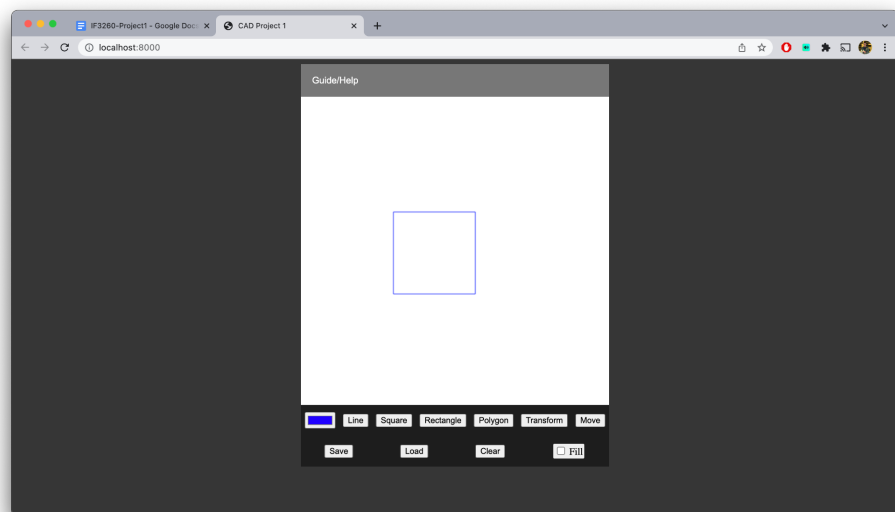 IF3260-Project1 - Google Doc
CAD Project 1
localhost:8000
Guide/Help
Line Square Rectangle Polygon Transform Move
Save Load Clear Fill